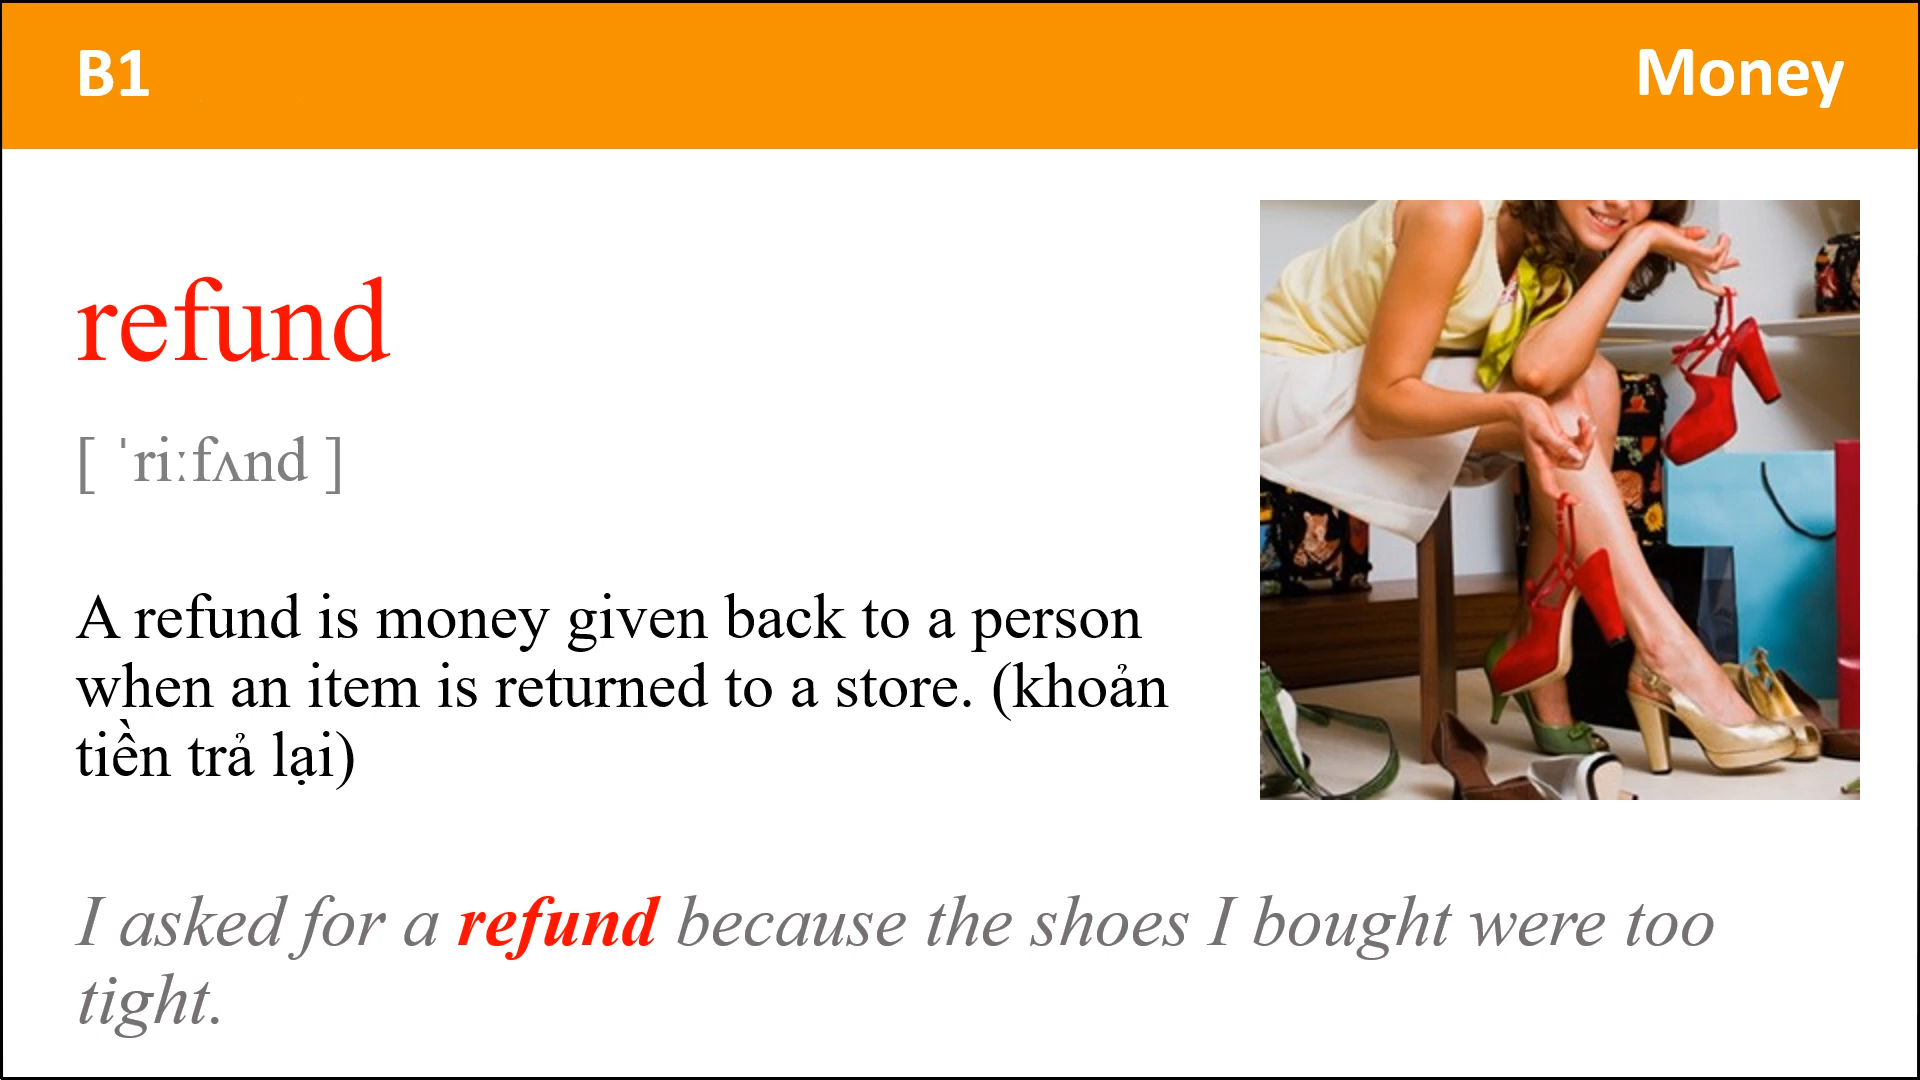 B1
Money
refund
[ ˈriːfʌnd ]
A refund is money given back to a person
when an item is returned to a store. (khoản
tiền trả lại)
I asked for a refund because the shoes I bought were too
tight.